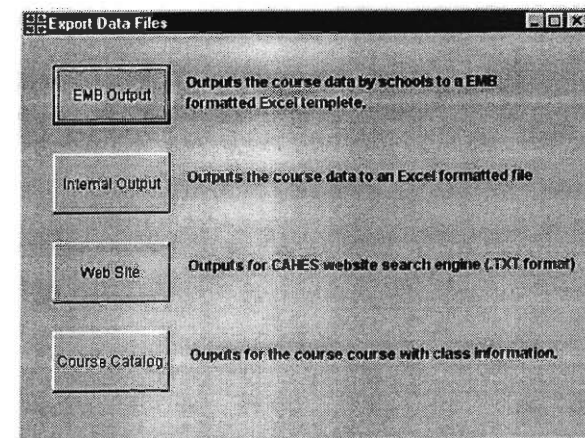 Export Data Files
EMB Output
Outputs the course data by schools to a EMB
formatted Excel templete.
Internal Output
Outputs the course data to an Excel formatted file
Web Site
Outputs for CAHES website search engine (.TXT format)
Course Catalog
Ouputs for the course course with class information.